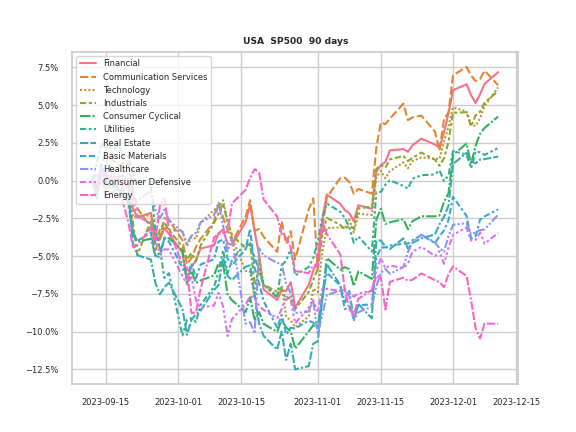 USA SP500 90 days
7.5%
5.0%
2.5%
0.0%
−2.5%
−5.0%
−7.5%
−10.0%
−12.5%
Financial
Communication Services
Technology
Industrials
Consumer Cyclical
Utilities
Real Estate
Basic Materials
Healthcare
Consumer Defensive
Energy
2023-09-15
2023-10-01
2023-10-15
2023-11-01
2023-11-15
2023-12-01
2023-12-15